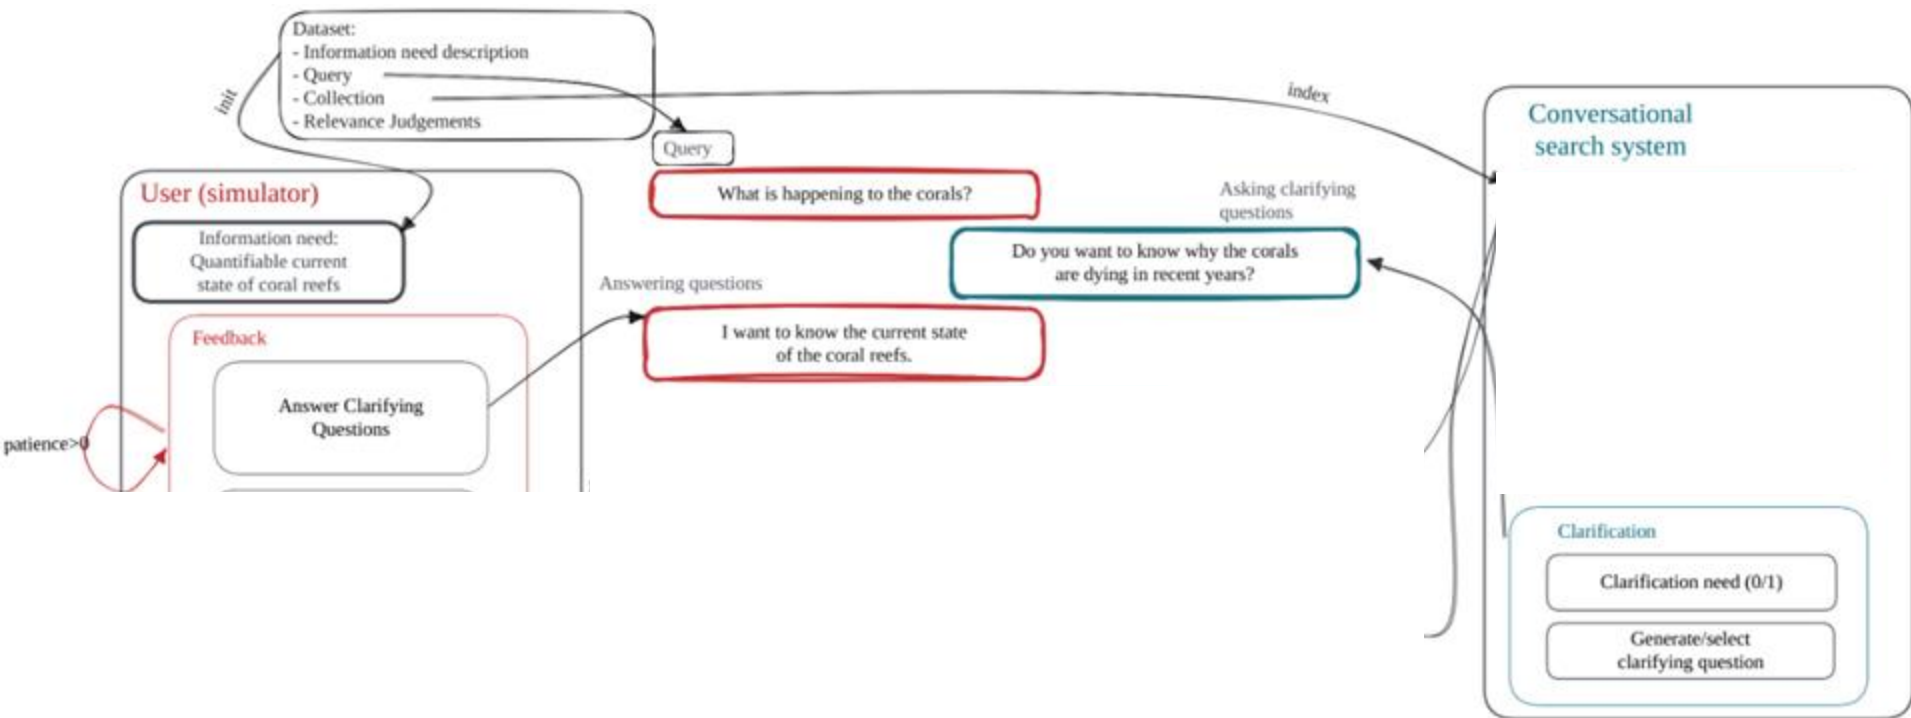 Dataset:
- Information need description
- Query
- Collection
- Relevance Judgements
init
index
Query
Conversational
search system
User (simulator)
What is happening to the corals?
Asking clarifying
questions
Information need:
Quantifiable current
state of coral reefs
Do you want to know why the corals
are dying in recent years?
Answering questions
I want to know the current state
of the coral reefs.
Feedback
Answer Clarifying
Questions
patience>0
Clarification
Clarification need (0/1)
Generate/select
clarifying question